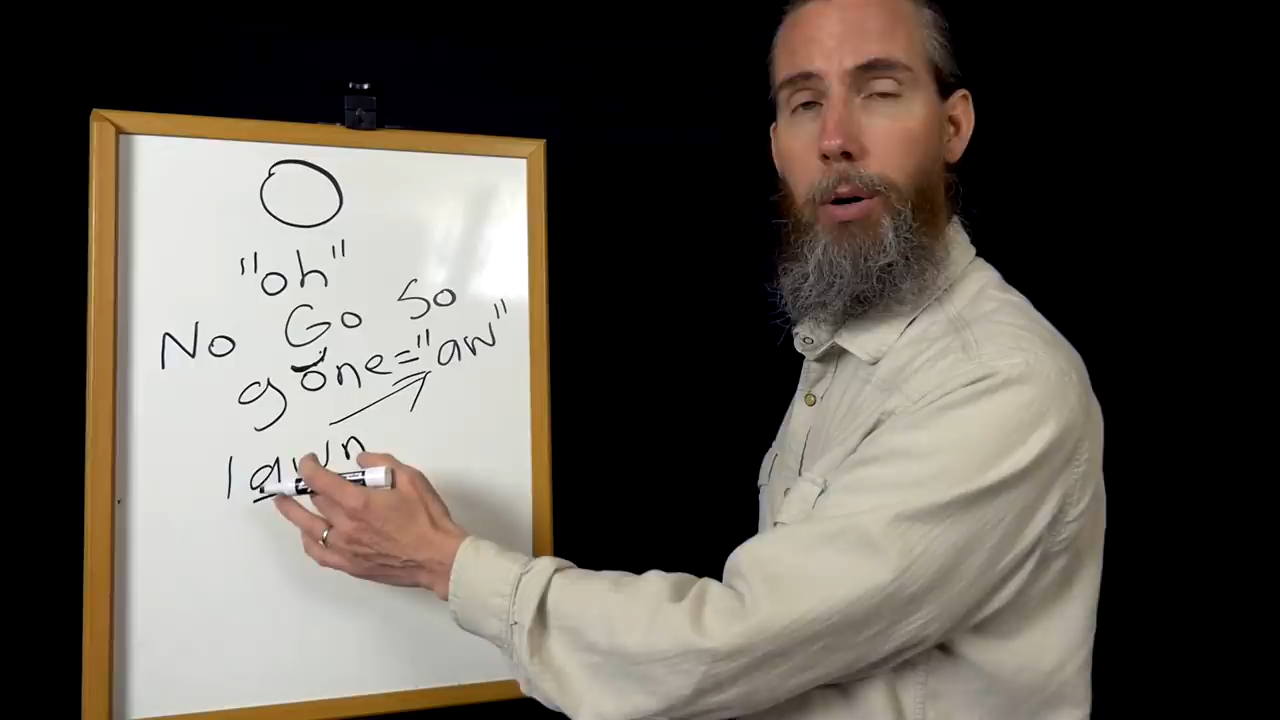 O
"oh"
No Go So
gone = "aw"
lawn